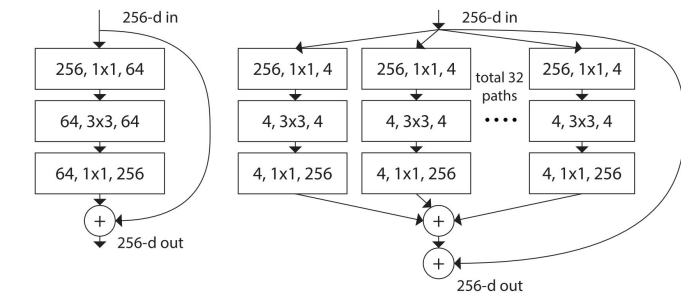 256-d in
256, 1x1, 64
64, 3x3, 64
64, 1x1, 256
+
256-d out
256-d in
256, 1x1, 4
256, 1x1, 4
total 32
paths
256, 1x1, 4
4, 3x3, 4
4, 3x3, 4
....
4, 3x3, 4
4, 1x1, 256
4, 1x1, 256
4, 1x1, 256
+
+
256-d out